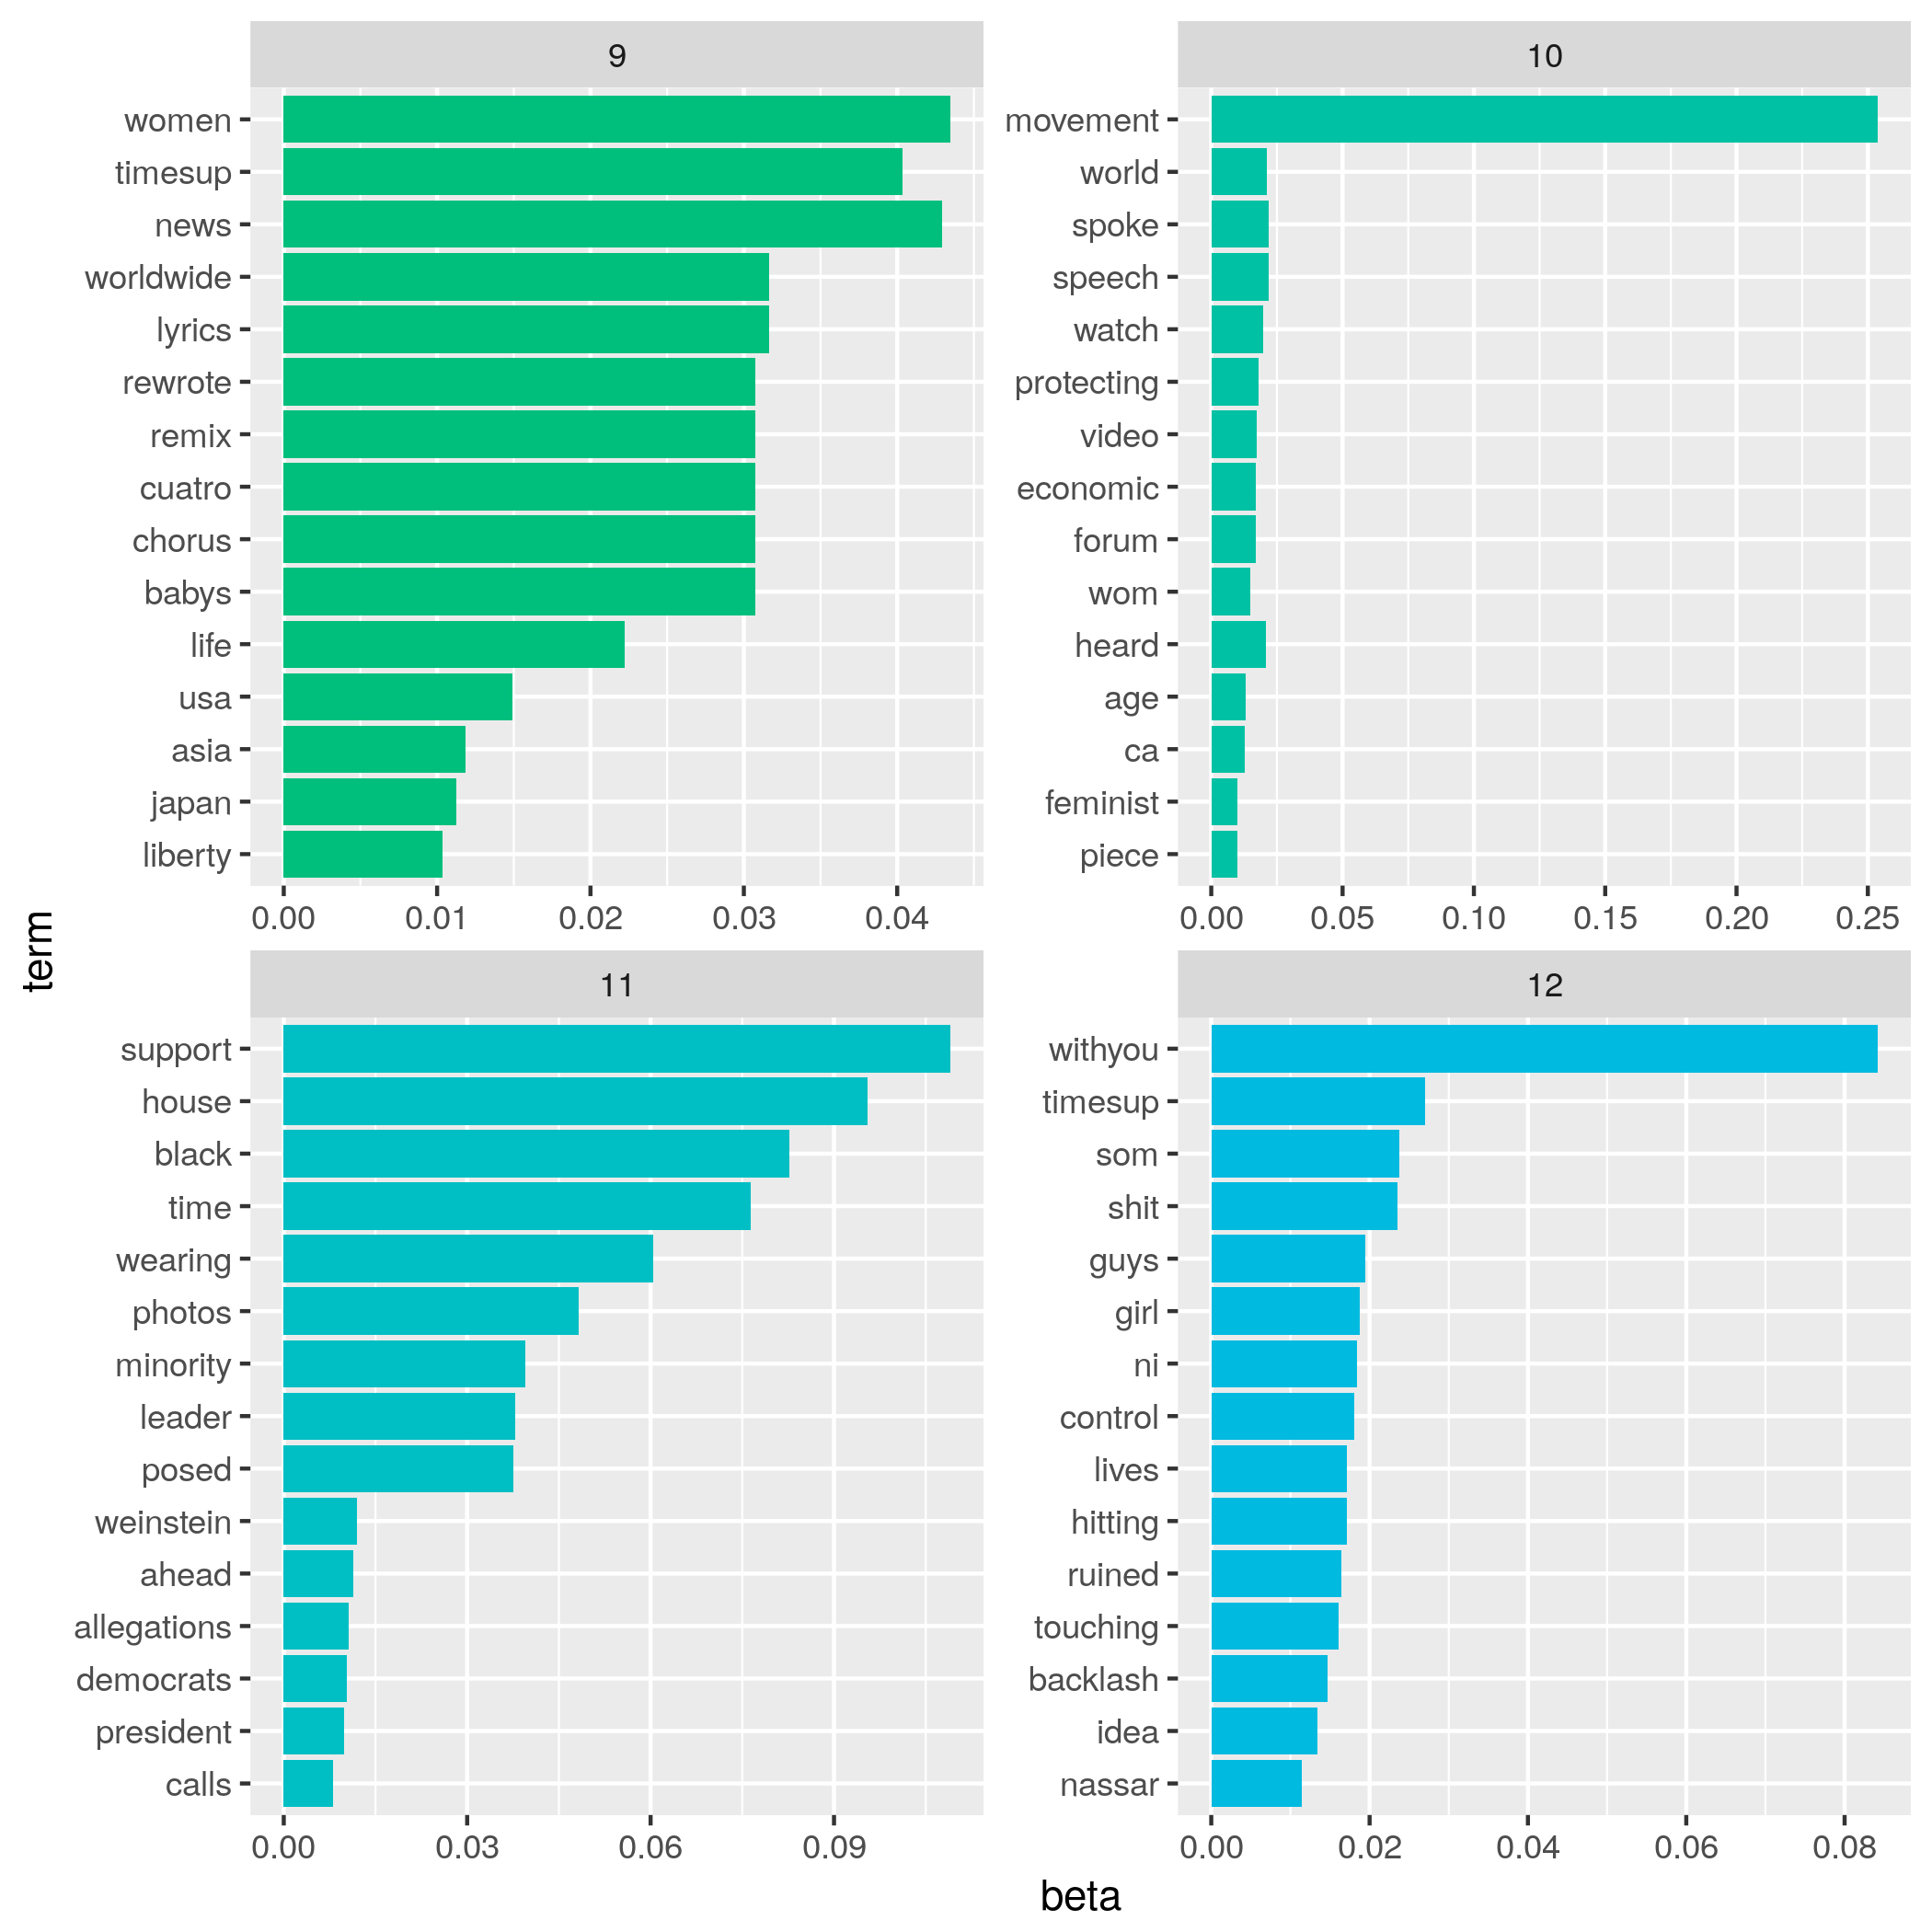 9
women
timesup
news
worldwide
lyrics
rewrote
remix
cuatro
chorus
babys
life
usa
asia
japan
liberty
0.00 0.01 0.02 0.03 0.04
10
movement
world
spoke
speech
watch
protecting
video
economic
forum
wom
heard
age
ca
feminist
piece
0.00 0.05 0.10 0.15 0.20 0.25
term
11
support
house
black
time
wearing
photos
minority
leader
posed
weinstein
ahead
allegations
democrats
president
calls
0.00 0.03 0.06 0.09
12
withyou
timesup
som
shit
guys
girl
ni
control
lives
hitting
ruined
touching
backlash
idea
nassar
0.00 0.02 0.04 0.06 0.08
beta